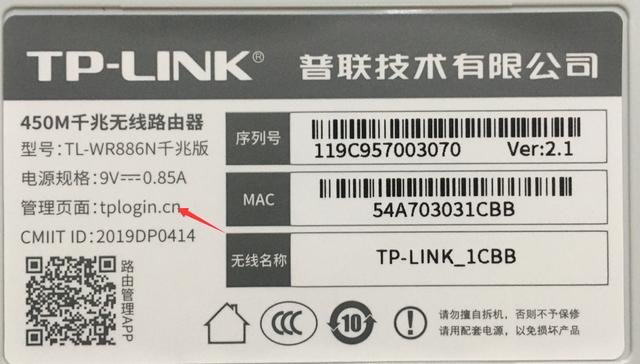 TP-LINK® 普联技术有限公司
450M千兆无线路由器
型号:TL-WR886N千兆版
电源规格:9V⎓0.85A
管理页面:tplogin.cn
CMIIT ID:2019DP0414
路由管理APP
序列号
119C957003070 Ver:2.1
MAC
54A703031CBB
无线名称
TP-LINK_1CBB
CCC
10
请勿擅自拆机,否则不予保修
请用配套电源,以免损坏产品